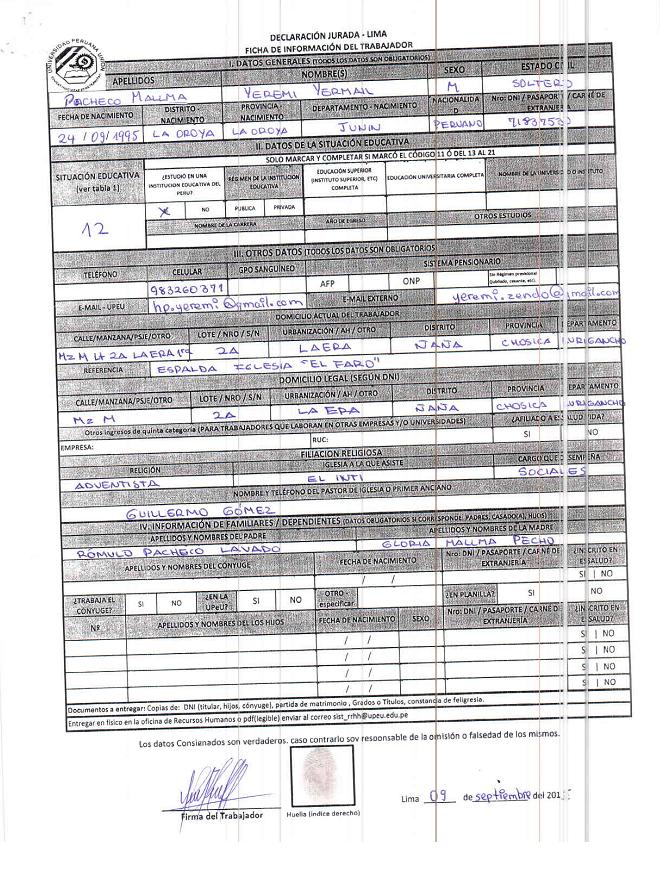 UNIVERSIDAD PERUANA UNION
DECLARACIÓN JURADA - LIMA
FICHA DE INFORMACIÓN DEL TRABAJADOR
I. DATOS GENERALES (TODOS LOS DATOS SON OBLIGATORIOS)
APELLIDOS NOMBRE(S) SEXO ESTADO CIVIL
PACHECO MALLMA YEREMI YERMAIL M SOLTERO
FECHA DE NACIMIENTO DISTRITO - NACIMIENTO PROVINCIA - NACIMIENTO DEPARTAMENTO - NACIMIENTO NACIONALIDAD Nro: DNI / PASAPORTE / CARNÉ DE EXTRANJERÍA
24 / 09 / 1995 LA OROYA LA OROYA JUNIN PERUANO
II. DATOS DE LA SITUACIÓN EDUCATIVA
SOLO MARCAR Y COMPLETAR SI MARCÓ EL CÓDIGO 11 Ó DEL 13 AL 21
SITUACIÓN EDUCATIVA (ver tabla 1) ¿ESTUDIÓ EN UNA INSTITUCIÓN EDUCATIVA DEL PERU? RÉGIMEN DE LA INSTITUCIÓN EDUCATIVA EDUCACIÓN SUPERIOR (INSTITUTO SUPERIOR, ETC) COMPLETA EDUCACIÓN UNIVERSITARIA COMPLETA NOMBRE DE LA UNIVERSIDAD O INSTITUTO
X NO PUBLICA PRIVADA
12 NOMBRE DE LA CARRERA AÑO DE EGRESO OTROS ESTUDIOS
III. OTROS DATOS (TODOS LOS DATOS SON OBLIGATORIOS)
TELÉFONO CELULAR GPO SANGUÍNEO SISTEMA PENSIONARIO
983260371 AFP ONP Sin Régimen provisional (jubilado, cesante, etc.)
E-MAIL - UPEU hp.yeremi@gmail.com E-MAIL EXTERNO yeremi.zendo@gmail.com
DOMICILIO ACTUAL DEL TRABAJADOR
CALLE/MANZANA/PSJE/OTRO LOTE / NRO / S/N URBANIZACIÓN / AH / OTRO DISTRITO PROVINCIA DEPARTAMENTO
Mz M Lt 2A LA ERA 2A LA ERA ÑAÑA CHOSICA LURIGANCHO
REFERENCIA ESPALDA IGLESIA "EL FARO"
DOMICILIO LEGAL (SEGÚN DNI)
CALLE/MANZANA/PSJE/OTRO LOTE / NRO / S/N URBANIZACIÓN / AH / OTRO DISTRITO PROVINCIA DEPARTAMENTO
Mz M 2A LA ERA ÑAÑA CHOSICA LURIGANCHO
Otros ingresos de quinta categoría (PARA TRABAJADORES QUE LABORAN EN OTRAS EMPRESAS Y/O UNIVERSIDADES) ¿AFILIADO A ESSALUD VIDA?
EMPRESA: RUC: SI NO
FILIACION RELIGIOSA
RELIGIÓN IGLESIA A LA QUE ASISTE CARGO QUE DESEMPEÑA
ADVENTISTA EL INTI SOCIALES
NOMBRE Y TELÉFONO DEL PASTOR DE IGLESIA O PRIMER ANCIANO
GUILLERMO GÓMEZ
IV. INFORMACIÓN DE FAMILIARES / DEPENDIENTES (DATOS OBLIGATORIOS SI CORRESPONDE: PADRES, CASADO(A), HIJOS)
APELLIDOS Y NOMBRES DEL PADRE APELLIDOS Y NOMBRES DE LA MADRE
ROMULO PACHECO LAVADO GLORIA MALLMA PECHO
APELLIDOS Y NOMBRES DEL CÓNYUGE FECHA DE NACIMIENTO Nro: DNI / PASAPORTE / CARNÉ DE EXTRANJERÍA ¿INSCRITO EN ESSALUD?
/ / SI | NO
¿TRABAJA EL CÓNYUGE? SI NO ¿EN LA UPeU? SI NO OTRO - especificar ¿EN PLANILLA? SI NO
Nº APELLIDOS Y NOMBRES DEL LOS HIJOS FECHA DE NACIMIENTO SEXO Nro: DNI / PASAPORTE / CARNÉ DE EXTRANJERÍA ¿INSCRITO EN ESSALUD?
/ / SI | NO
/ / SI | NO
/ / SI | NO
/ / SI | NO
Documentos a entregar: Copias de: DNI (titular, hijos, cónyuge), partida de matrimonio, Grados o Títulos, constancia de feligresia.
Entregar en físico en la oficina de Recursos Humanos o pdf(legible) enviar al correo sist_rrhh@upeu.edu.pe
Los datos Consignados son verdaderos, caso contrario soy responsable de la omisión o falsedad de los mismos.
Lima 09 de septiembre del 201
Firma del Trabajador Huella (índice derecho)